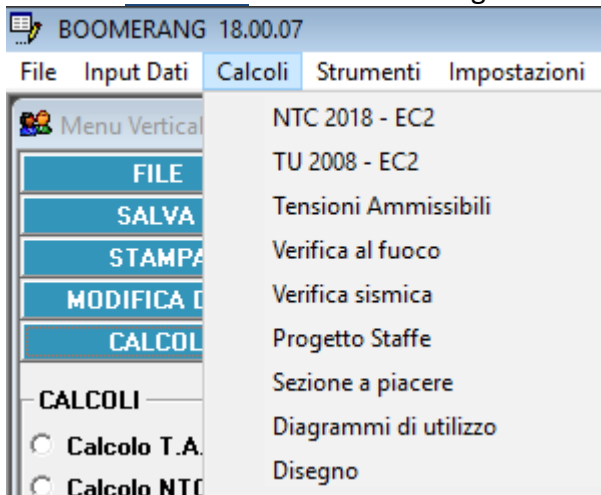 BOOMERANG 18.00.07
File Input Dati Calcoli Strumenti Impostazioni
Menu Vertical
FILE
SALVA
STAMPA
MODIFICA D
CALCOL
CALCOLI
Calcolo T.A.
Calcolo NTC
NTC 2018 - EC2
TU 2008 - EC2
Tensioni Ammissibili
Verifica al fuoco
Verifica sismica
Progetto Staffe
Sezione a piacere
Diagrammi di utilizzo
Disegno